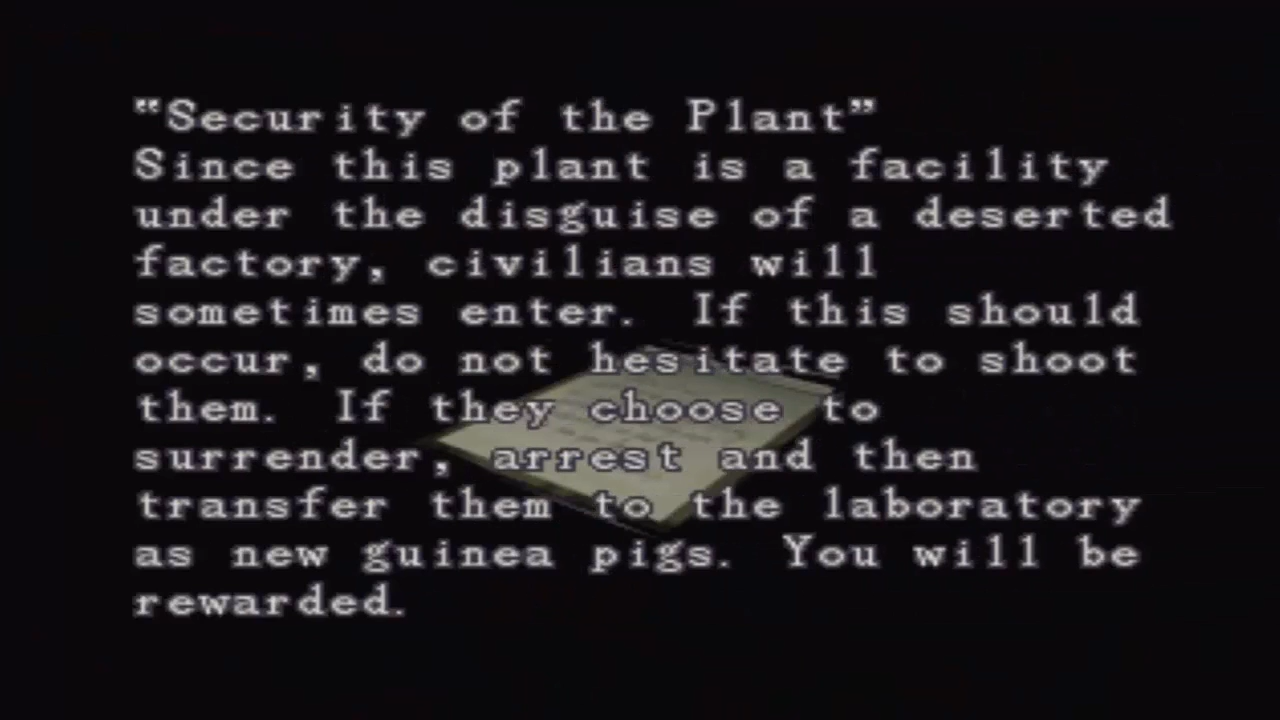 “Security of the Plant”
Since this plant is a facility
under the disguise of a deserted
factory, civilians will
sometimes enter. If this should
occur, do not hesitate to shoot
them. If they choose to
surrender, arrest and then
transfer them to the laboratory
as new guinea pigs. You will be
rewarded.